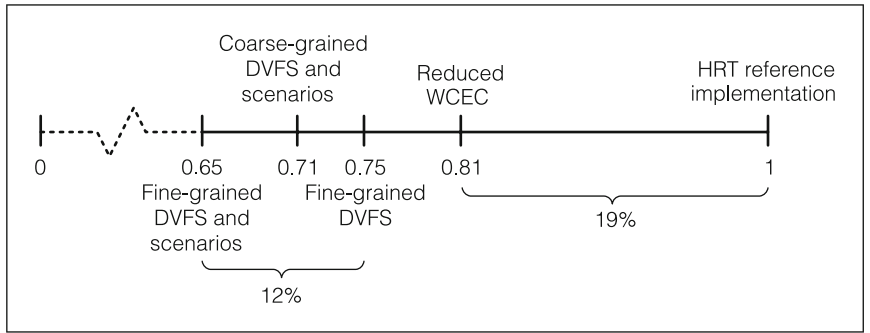 Coarse-grained
DVFS and
scenarios
Reduced
WCEC
HRT reference
implementation
0
0.65
0.71
0.75
0.81
1
Fine-grained
DVFS and
scenarios
Fine-grained
DVFS
19%
12%